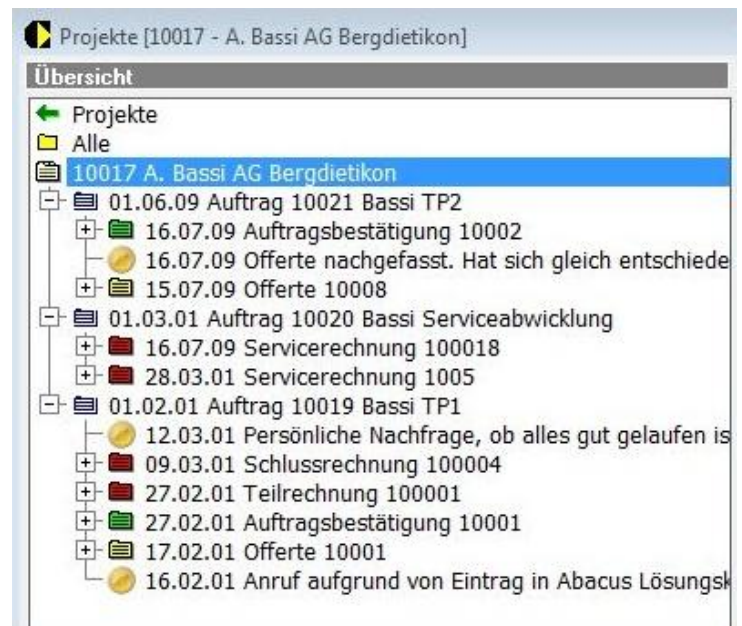 Projekte [10017 - A. Bassi AG Bergdietikon]
Übersicht
Projekte
Alle
10017 A. Bassi AG Bergdietikon
01.06.09 Auftrag 10021 Bassi TP2
16.07.09 Auftragsbestätigung 10002
16.07.09 Offerte nachgefasst. Hat sich gleich entschiede
15.07.09 Offerte 10008
01.03.01 Auftrag 10020 Bassi Serviceabwicklung
16.07.09 Servicerechnung 100018
28.03.01 Servicerechnung 1005
01.02.01 Auftrag 10019 Bassi TP1
12.03.01 Persönliche Nachfrage, ob alles gut gelaufen is
09.03.01 Schlussrechnung 100004
27.02.01 Teilrechnung 100001
27.02.01 Auftragsbestätigung 10001
17.02.01 Offerte 10001
16.02.01 Anruf aufgrund von Eintrag in Abacus Lösungsk